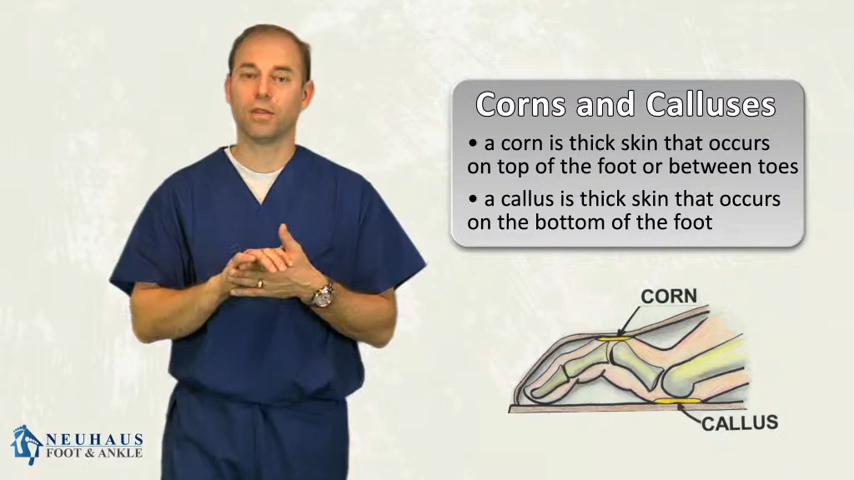 Corns and Calluses
• a corn is thick skin that occurs
on top of the foot or between toes
• a callus is thick skin that occurs
on the bottom of the foot
CORN
CALLUS
NEUHAUS
FOOT & ANKLE